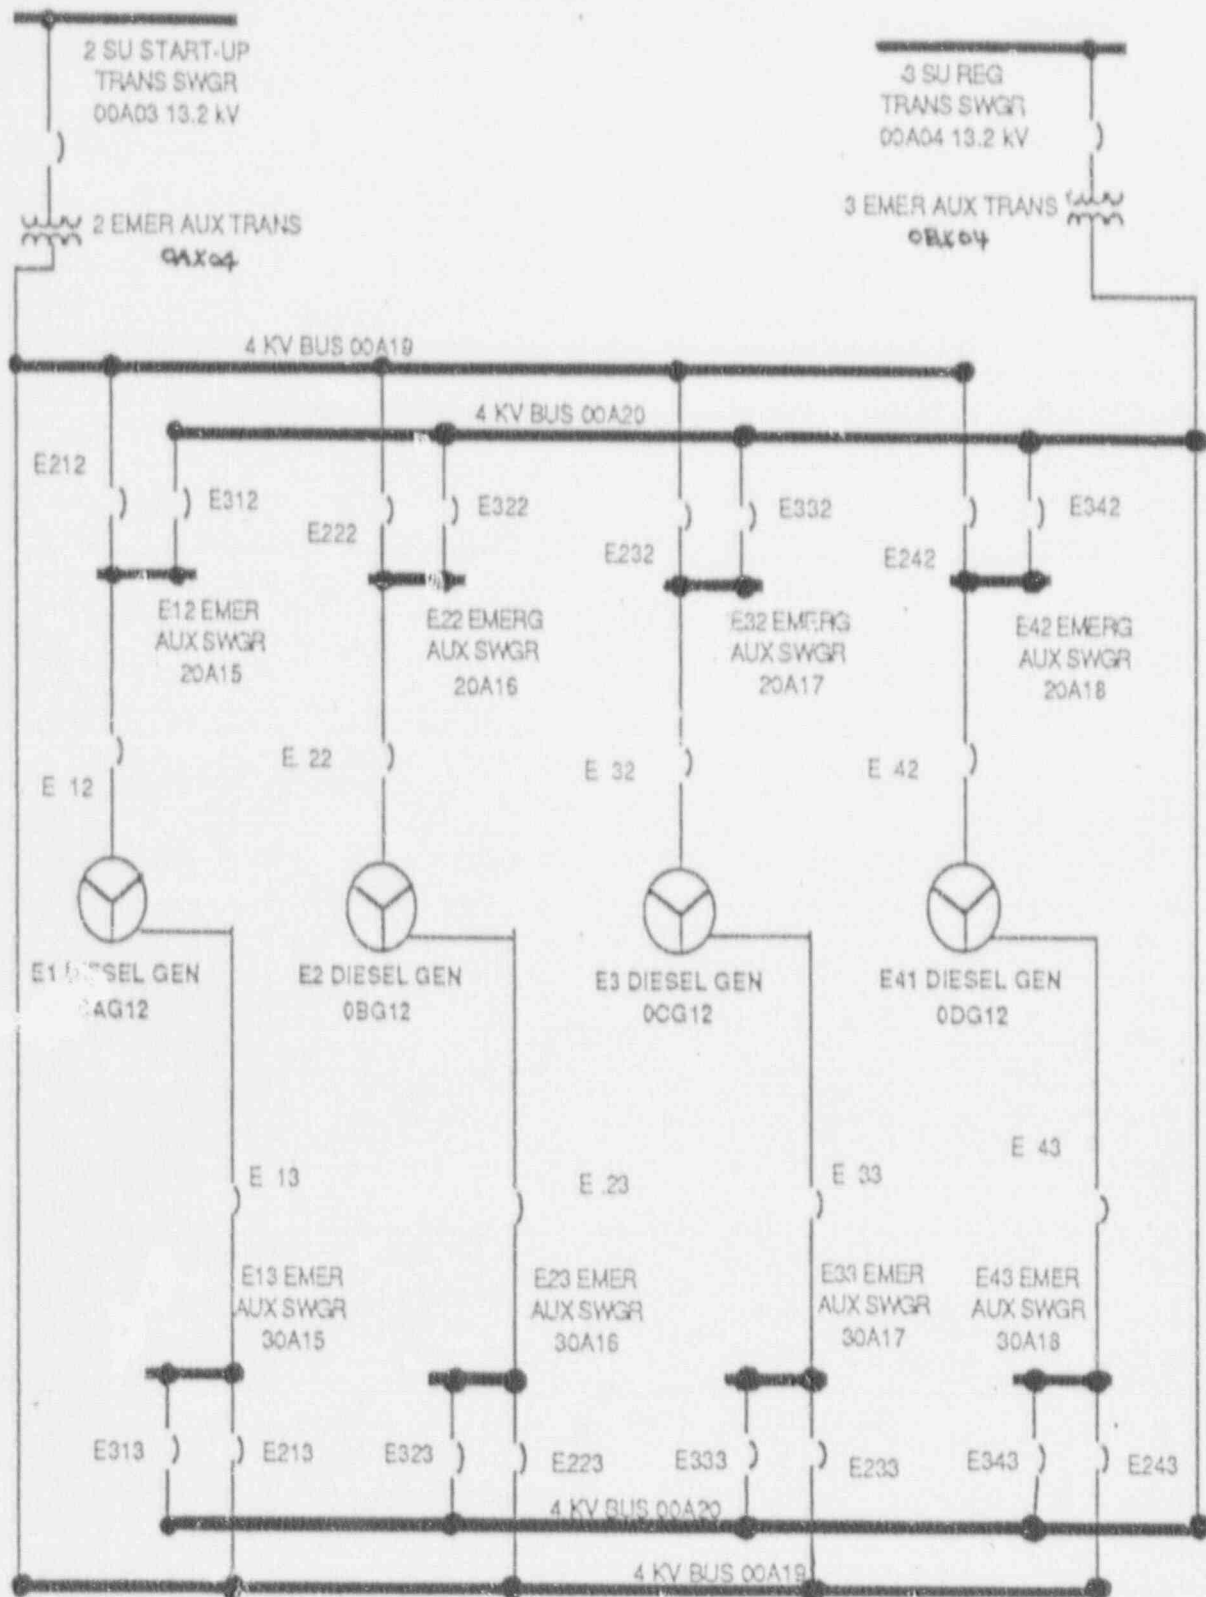 2 SU START-UP
TRANS SWGR
00A03 13.2 kV
3 SU REG
TRANS SWGR
00A04 13.2 kV
2 EMER AUX TRANS
0AX04
3 EMER AUX TRANS
0BX04
4 KV BUS 00A19
4 KV BUS 00A20
E212
E312
E222
E322
E232
E332
E242
E342
E12 EMER
AUX SWGR
20A15
E22 EMERG
AUX SWGR
20A16
E32 EMERG
AUX SWGR
20A17
E42 EMERG
AUX SWGR
20A18
E 12
E 22
E 32
E 42
E1 SEL GEN
AG12
E2 DIESEL GEN
0BG12
E3 DIESEL GEN
0CG12
E41 DIESEL GEN
0DG12
E 13
E .23
E 33
E 43
E13 EMER
AUX SWGR
30A15
E23 EMER
AUX SWGR
30A16
E33 EMER
AUX SWGR
30A17
E43 EMER
AUX SWGR
30A18
E313
E213
E323
E223
E333
E233
E343
E243
4 KV BUS 00A20
4 KV BUS 00A19